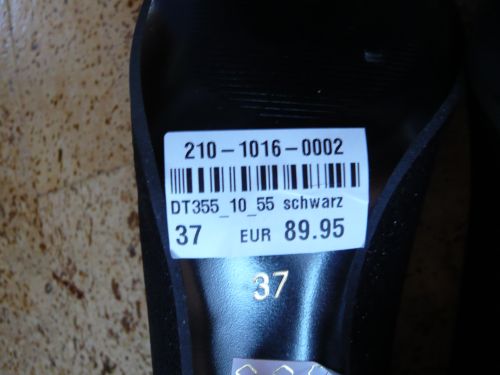 210-1016-0002
DT355_10_55 schwarz
37 EUR 89.95
37